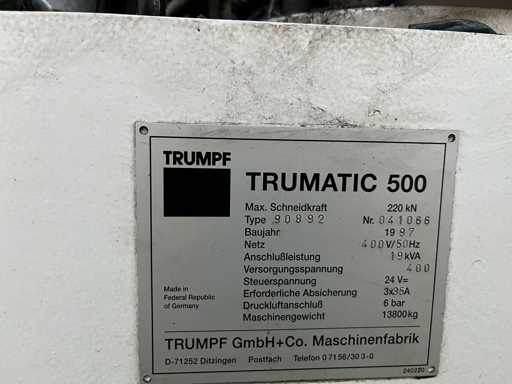 TRUMPF
TRUMATIC 500
Max. Schneidkraft 220 kN
Type 90892 Nr. 041066
Baujahr 1997
Netz 400V/50Hz
Anschlußleistung 19kVA
Versorgungsspannung 400
Steuerspannung 24 V=
Erforderliche Absicherung 3x35A
Druckluftanschluß 6 bar
Maschinengewicht 13800kg
Made in
Federal Republic
of Germany
TRUMPF GmbH+Co. Maschinenfabrik
D-71252 Ditzingen Postfach Telefon 07156/303-0
240220